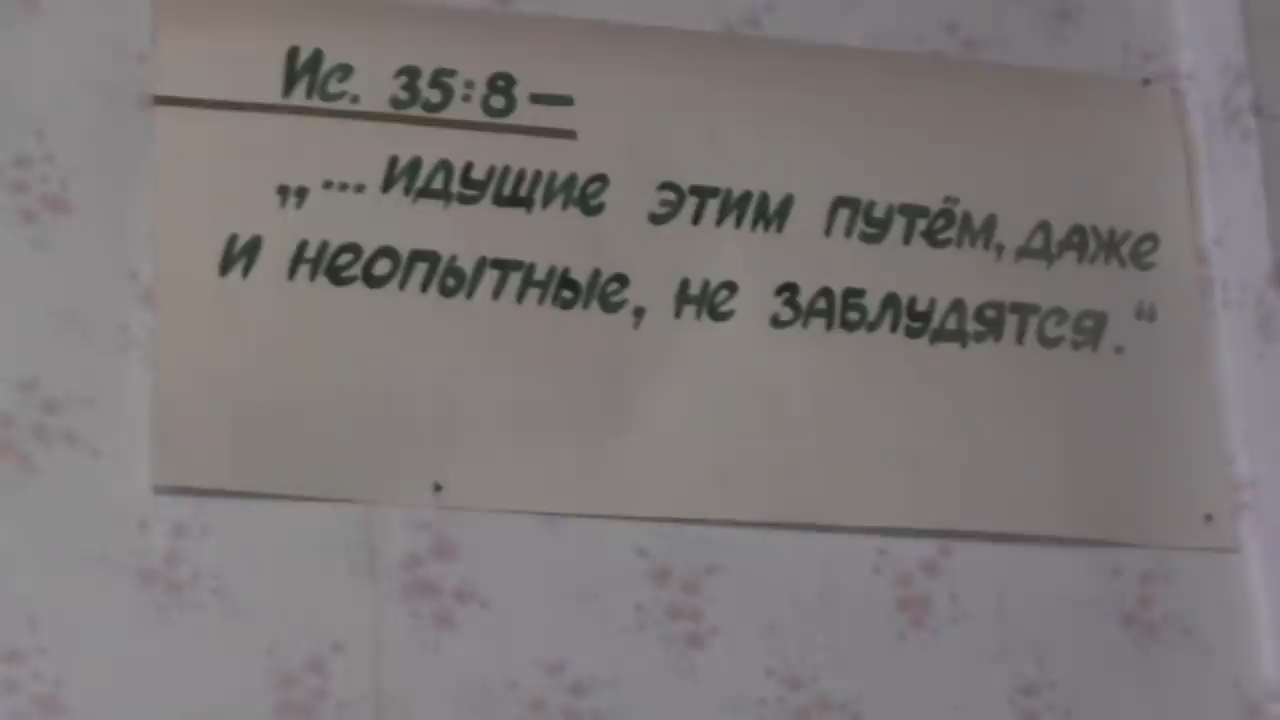 Ис. 35:8 —
„...идущие этим путём, даже
и неопытные, не заблудятся.“